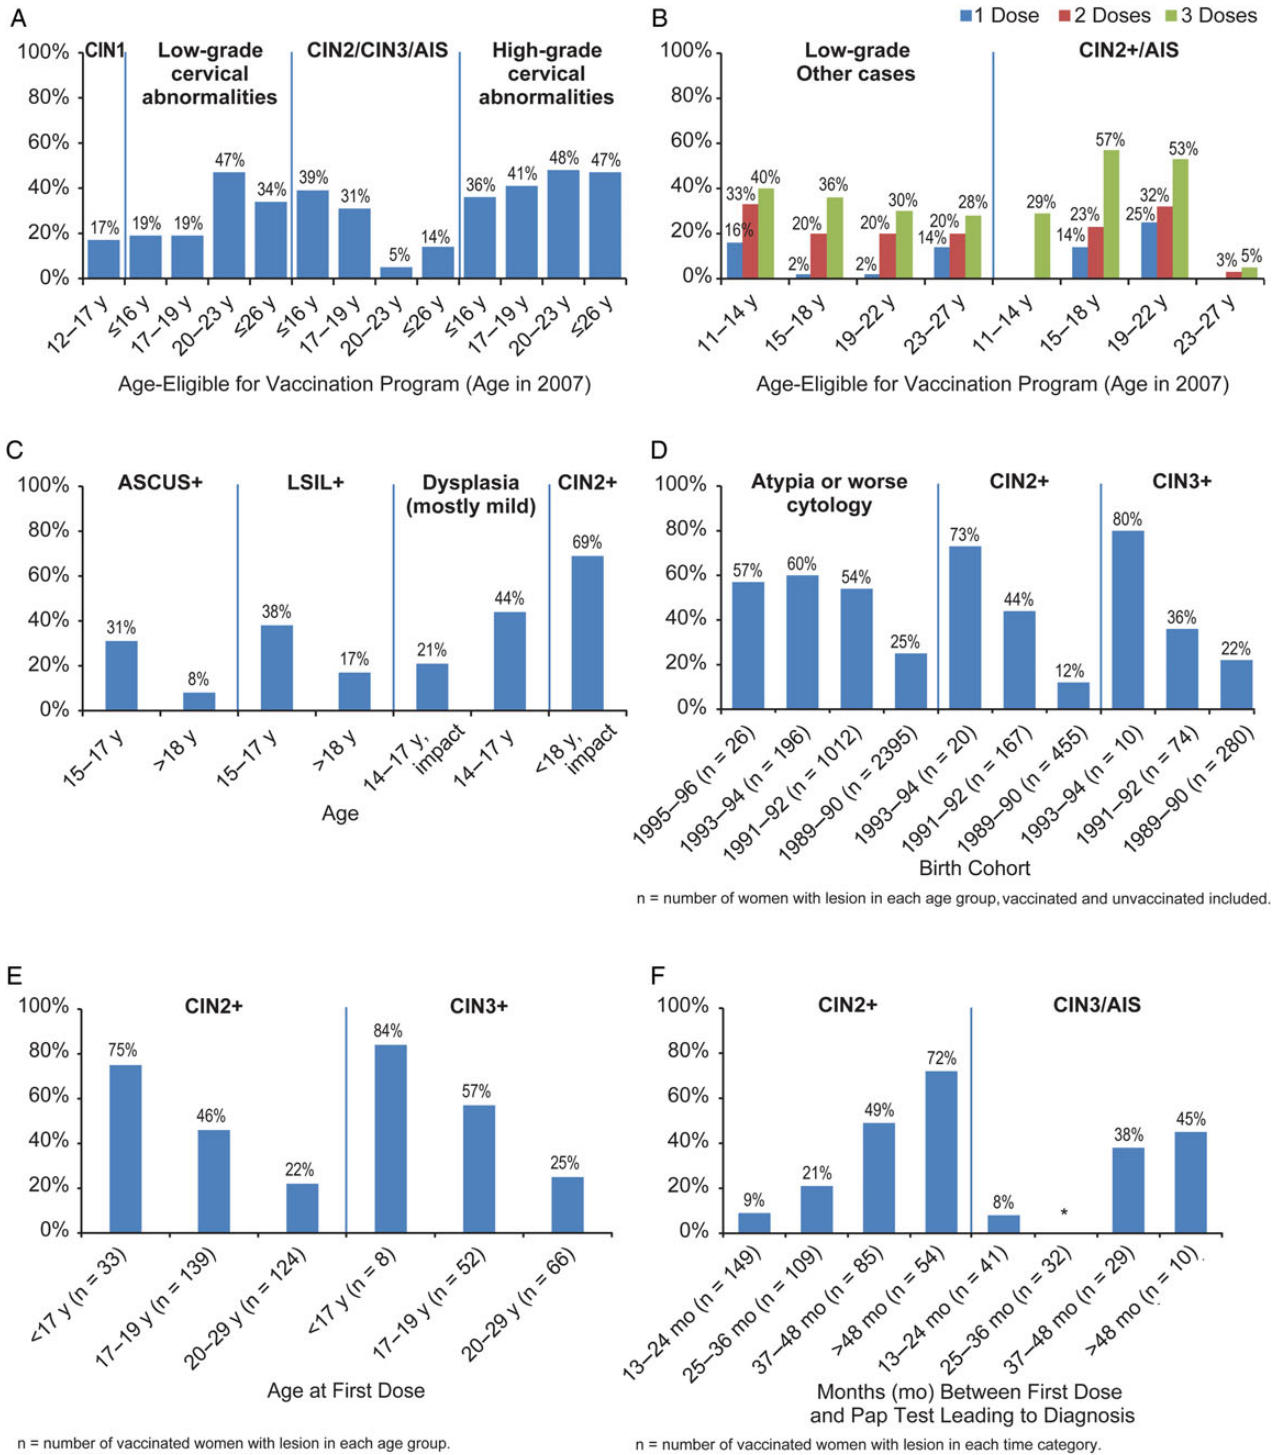 A
100%
80%
60%
40%
20%
0%
CIN1
Low-grade
cervical
abnormalities
CIN2/CIN3/AIS
High-grade
cervical
abnormalities
17%
19%
19%
47%
34%
39%
31%
5%
14%
36%
41%
48%
47%
12–17 y
≤16 y
17–19 y
20–23 y
≤26 y
≤16 y
17–19 y
20–23 y
≤26 y
≤16 y
17–19 y
20–23 y
≤26 y
Age-Eligible for Vaccination Program (Age in 2007)
B
1 Dose 2 Doses 3 Doses
100%
80%
60%
40%
20%
0%
Low-grade
Other cases
CIN2+/AIS
16%
33%
40%
2%
20%
36%
2%
20%
30%
14%
20%
28%
29%
14%
23%
57%
25%
32%
53%
3%
5%
11–14 y
15–18 y
19–22 y
23–27 y
11–14 y
15–18 y
19–22 y
23–27 y
Age-Eligible for Vaccination Program (Age in 2007)
C
100%
80%
60%
40%
20%
0%
ASCUS+
LSIL+
Dysplasia
(mostly mild)
CIN2+
31%
8%
38%
17%
21%
44%
69%
15–17 y
>18 y
15–17 y
>18 y
14–17 y,
impact
14–17 y
<18 y,
impact
Age
D
100%
80%
60%
40%
20%
0%
Atypia or worse
cytology
CIN2+
CIN3+
57%
60%
54%
25%
73%
44%
12%
80%
36%
22%
1995–96 (n = 26)
1993–94 (n = 196)
1991–92 (n = 1012)
1989–90 (n = 2395)
1993–94 (n = 20)
1991–92 (n = 167)
1989–90 (n = 455)
1993–94 (n = 10)
1991–92 (n = 74)
1989–90 (n = 280)
Birth Cohort
n = number of women with lesion in each age group, vaccinated and unvaccinated included.
E
100%
80%
60%
40%
20%
0%
CIN2+
CIN3+
75%
46%
22%
84%
57%
25%
<17 y (n = 33)
17–19 y (n = 139)
20–29 y (n = 124)
<17 y (n = 8)
17–19 y (n = 52)
20–29 y (n = 66)
Age at First Dose
n = number of vaccinated women with lesion in each age group.
F
100%
80%
60%
40%
20%
0%
CIN2+
CIN3/AIS
9%
21%
49%
72%
8%
*
38%
45%
13–24 mo (n = 149)
25–36 mo (n = 109)
37–48 mo (n = 85)
>48 mo (n = 54)
13–24 mo (n = 41)
25–36 mo (n = 32)
37–48 mo (n = 29)
>48 mo (n = 10)
Months (mo) Between First Dose
and Pap Test Leading to Diagnosis
n = number of vaccinated women with lesion in each time category.